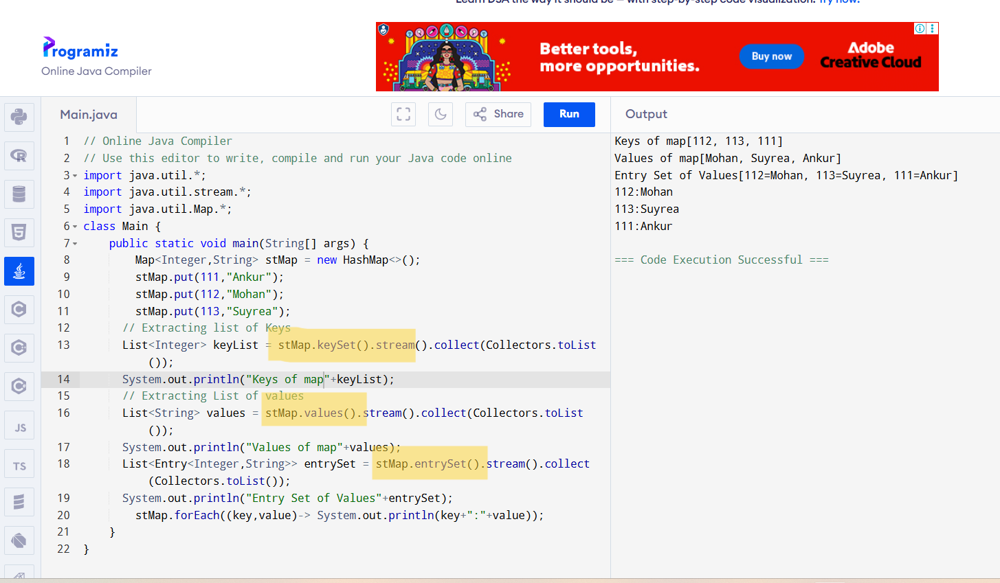 Learn DSA the way it should be — with step-by-step code visualization. Try now!
Programiz
Online Java Compiler
Better tools,
more opportunities.
Buy now
Adobe
Creative Cloud
Main.java
Share
Run
Output
1 // Online Java Compiler
2 // Use this editor to write, compile and run your Java code online
3 import java.util.*;
4 import java.util.stream.*;
5 import java.util.Map.*;
6 class Main {
7 public static void main(String[] args) {
8 Map<Integer,String> stMap = new HashMap<>();
9 stMap.put(111,"Ankur");
10 stMap.put(112,"Mohan");
11 stMap.put(113,"Suyrea");
12 // Extracting list of Keys
13 List<Integer> keyList = stMap.keySet().stream().collect(Collectors.toList
());
14 System.out.println("Keys of map"+keyList);
15 // Extracting List of values
16 List<String> values = stMap.values().stream().collect(Collectors.toList
());
17 System.out.println("Values of map"+values);
18 List<Entry<Integer,String>> entrySet = stMap.entrySet().stream().collect
(Collectors.toList());
19 System.out.println("Entry Set of Values"+entrySet);
20 stMap.forEach((key,value)-> System.out.println(key+":"+value));
21 }
22 }
Keys of map[112, 113, 111]
Values of map[Mohan, Suyrea, Ankur]
Entry Set of Values[112=Mohan, 113=Suyrea, 111=Ankur]
112:Mohan
113:Suyrea
111:Ankur
=== Code Execution Successful ===
R
5
C
C
C
JS
TS